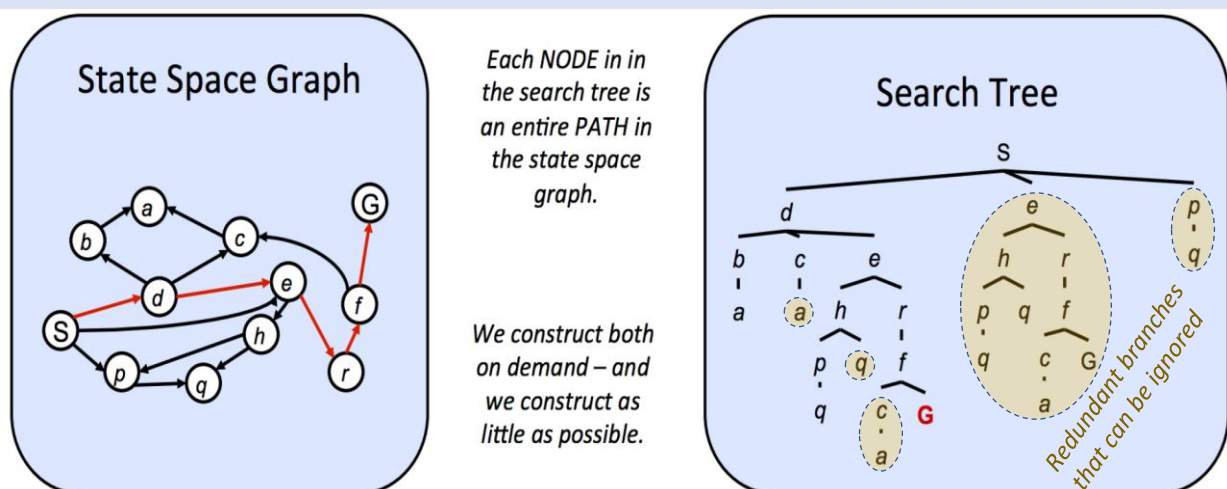 State Space Graph
a
G
b
c
d
e
f
S
h
p
q
r
Each NODE in in
the search tree is
an entire PATH in
the state space
graph.
We construct both
on demand – and
we construct as
little as possible.
Search Tree
S
d e p
b c e h r q
a a h r p q f
p q f q c G
q c G a
a
Redundant branches
that can be ignored